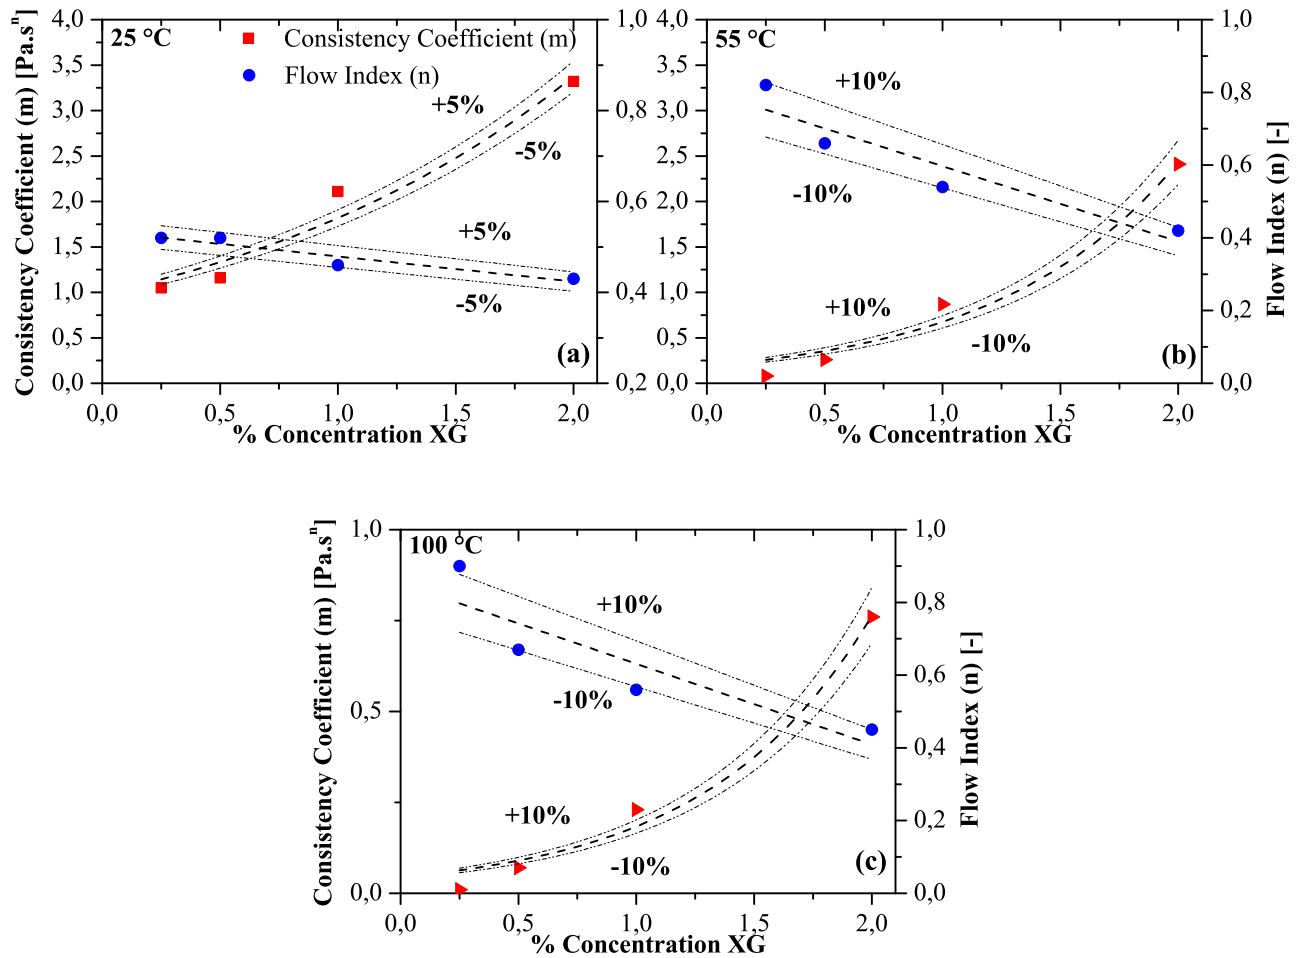 25 °C
Consistency Coefficient (m)
Flow Index (n)
Consistency Coefficient (m) [Pa.sⁿ]
4,0
3,5
3,0
2,5
2,0
1,5
1,0
0,5
0,0
+5%
-5%
+5%
-5%
(a)
1,0
0,8
0,6
0,4
0,2
0,0 0,5 1,0 1,5 2,0
% Concentration XG
55 °C
4,0
3,5
3,0
2,5
2,0
1,5
1,0
0,5
0,0
+10%
-10%
+10%
-10%
(b)
1,0
0,8
0,6
0,4
0,2
0,0
Flow Index (n) [-]
0,0 0,5 1,0 1,5 2,0
% Concentration XG
100 °C
Consistency Coefficient (m) [Pa.sⁿ]
1,0
0,5
0,0
+10%
-10%
+10%
-10%
(c)
1,0
0,8
0,6
0,4
0,2
0,0
Flow Index (n) [-]
0,0 0,5 1,0 1,5 2,0
% Concentration XG